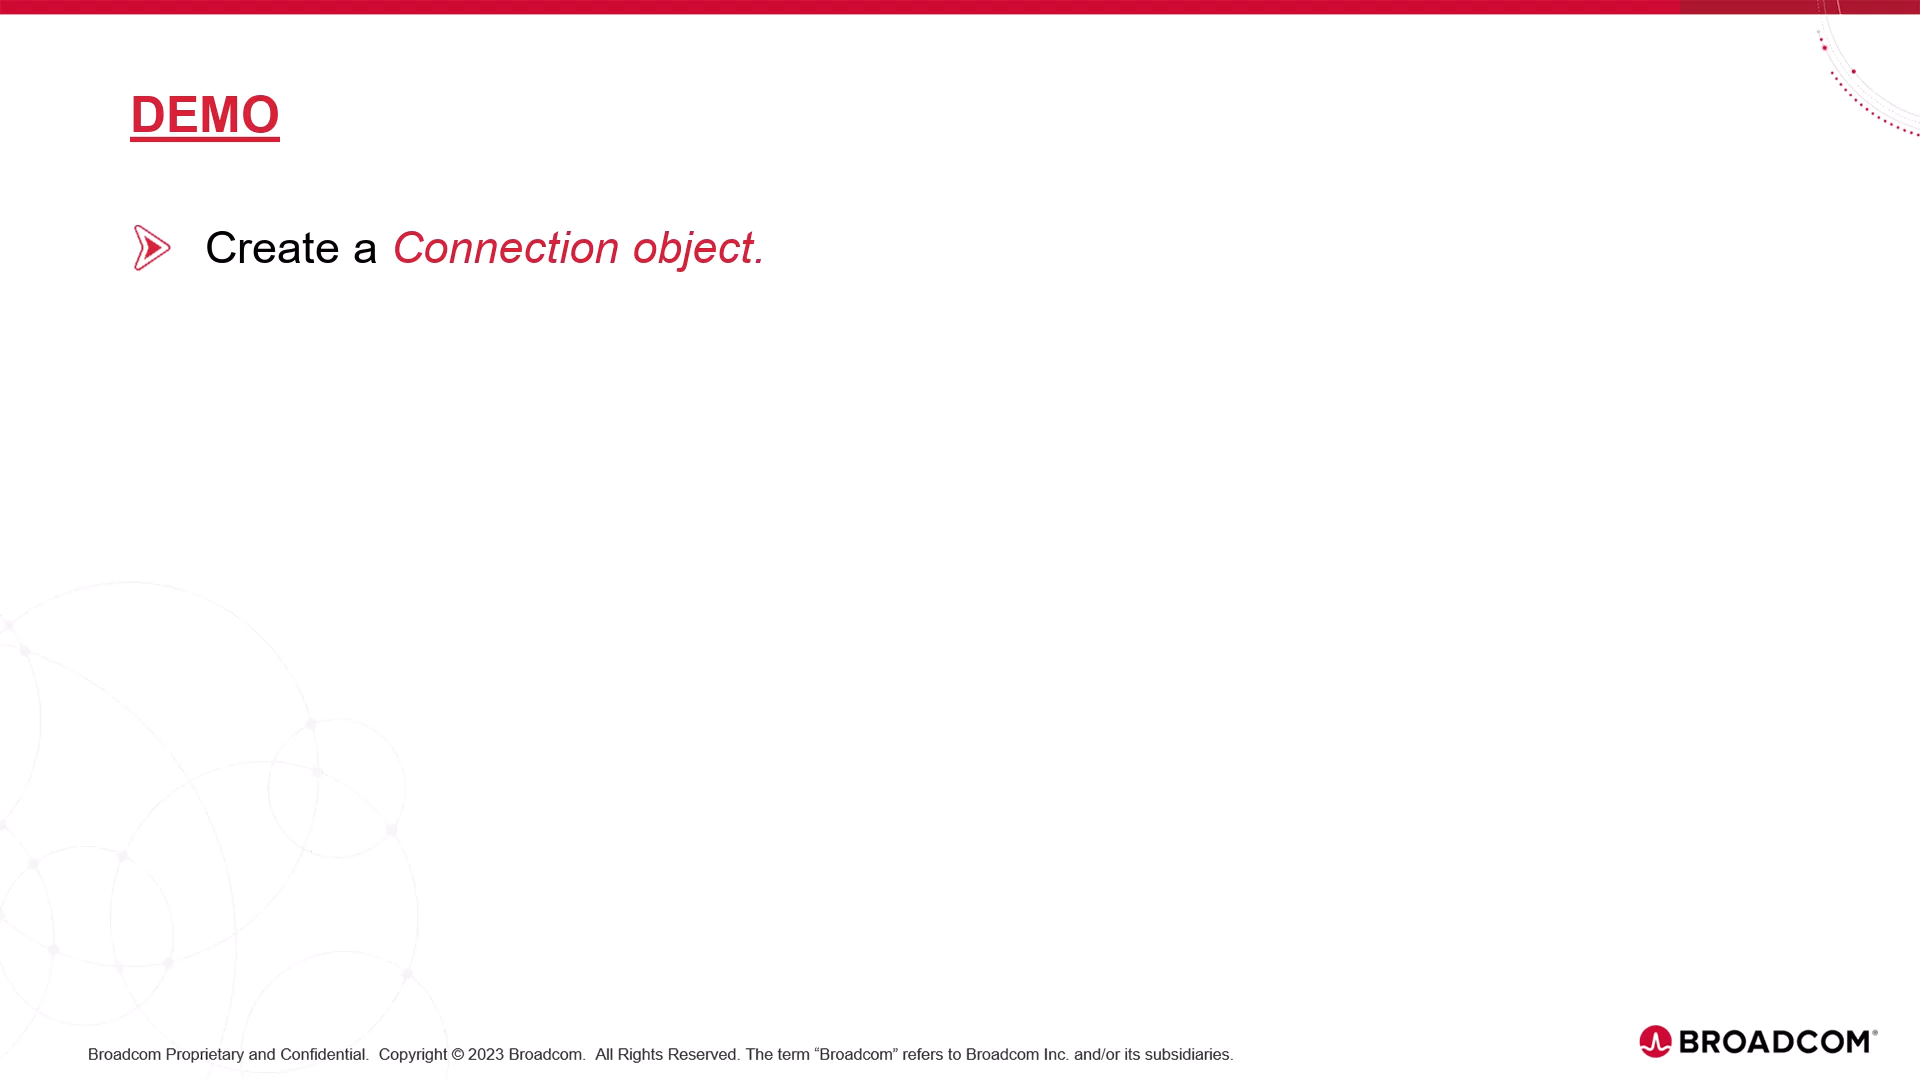 DEMO
Create a Connection object.
Broadcom Proprietary and Confidential.  Copyright © 2023 Broadcom.  All Rights Reserved. The term “Broadcom” refers to Broadcom Inc. and/or its subsidiaries.
BROADCOM®